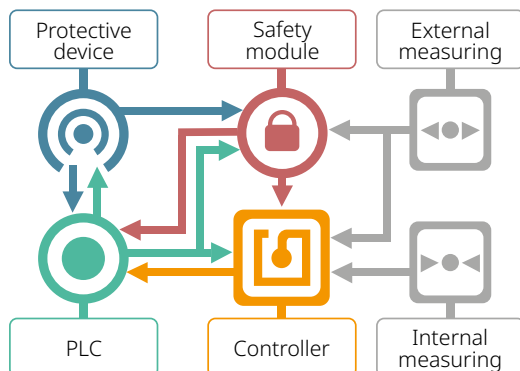 Protective
device
Safety
module
External
measuring
PLC
Controller
Internal
measuring